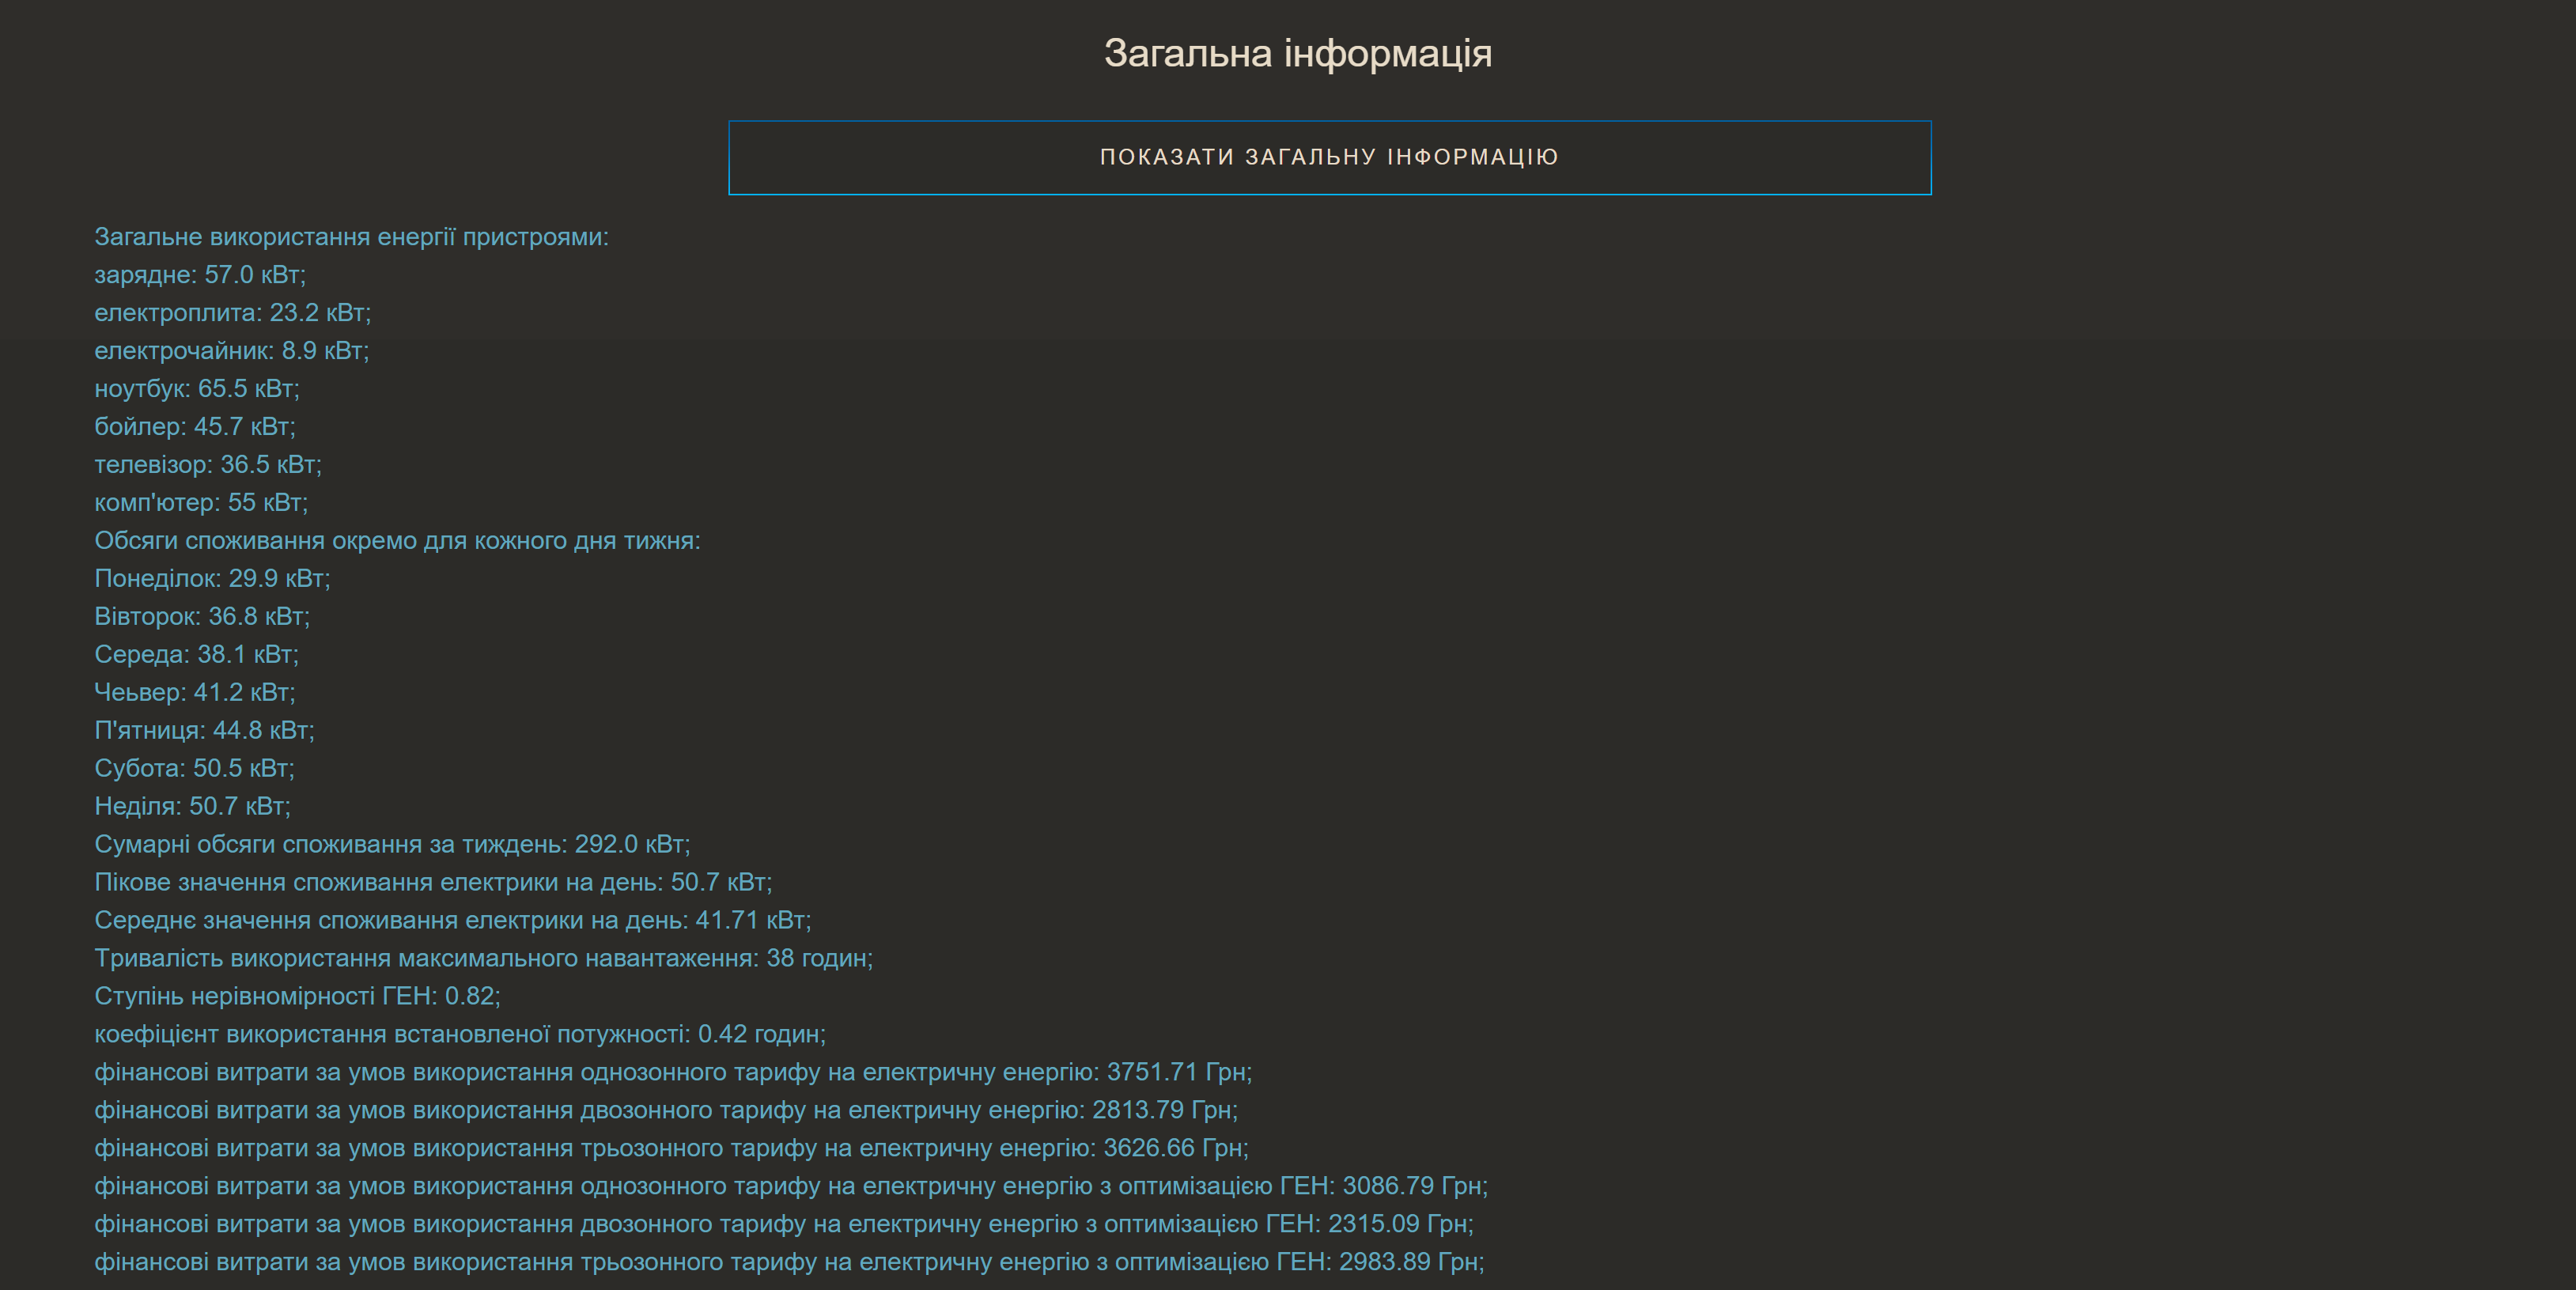 Загальна інформація
ПОКАЗАТИ ЗАГАЛЬНУ ІНФОРМАЦІЮ
Загальне використання енергії пристроями:
зарядне: 57.0 кВт;
електроплита: 23.2 кВт;
електрочайник: 8.9 кВт;
ноутбук: 65.5 кВт;
бойлер: 45.7 кВт;
телевізор: 36.5 кВт;
комп'ютер: 55 кВт;
Обсяги споживання окремо для кожного дня тижня:
Понеділок: 29.9 кВт;
Вівторок: 36.8 кВт;
Середа: 38.1 кВт;
Чеьвер: 41.2 кВт;
П'ятниця: 44.8 кВт;
Субота: 50.5 кВт;
Неділя: 50.7 кВт;
Сумарні обсяги споживання за тиждень: 292.0 кВт;
Пікове значення споживання електрики на день: 50.7 кВт;
Середнє значення споживання електрики на день: 41.71 кВт;
Тривалість використання максимального навантаження: 38 годин;
Ступінь нерівномірності ГЕН: 0.82;
коефіцієнт використання встановленої потужності: 0.42 годин;
фінансові витрати за умов використання однозонного тарифу на електричну енергію: 3751.71 Грн;
фінансові витрати за умов використання двозонного тарифу на електричну енергію: 2813.79 Грн;
фінансові витрати за умов використання трьозонного тарифу на електричну енергію: 3626.66 Грн;
фінансові витрати за умов використання однозонного тарифу на електричну енергію з оптимізацією ГЕН: 3086.79 Грн;
фінансові витрати за умов використання двозонного тарифу на електричну енергію з оптимізацією ГЕН: 2315.09 Грн;
фінансові витрати за умов використання трьозонного тарифу на електричну енергію з оптимізацією ГЕН: 2983.89 Грн;